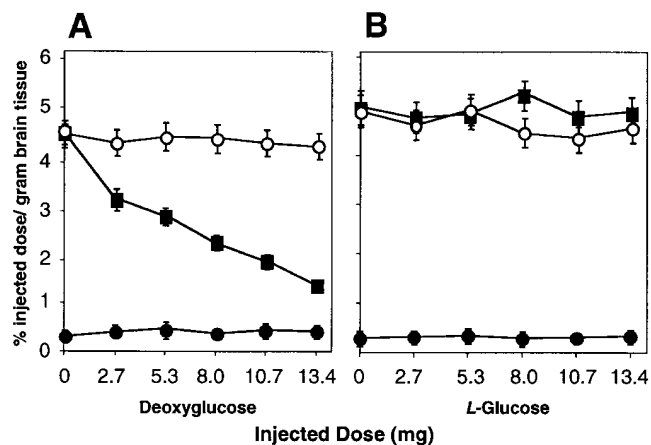 A
B
% injected dose/ gram brain tissue
6
5
4
3
2
1
0
0 2.7 5.3 8.0 10.7 13.4
0 2.7 5.3 8.0 10.7 13.4
Deoxyglucose
L-Glucose
Injected Dose (mg)